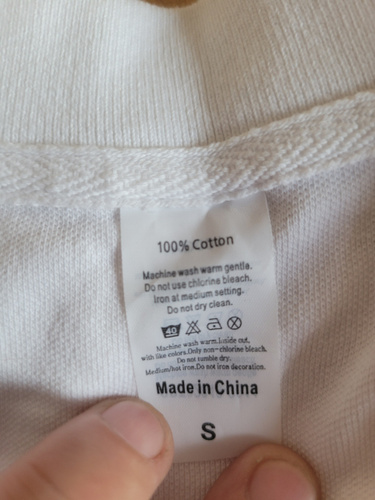 100% Cotton
Machine wash warm gentle.
Do not use chlorine bleach.
Iron at medium setting.
Do not dry clean.
40
Machine wash warm.Inside out,
with like colors.Only non-chlorine bleach.
Do not tumble dry.
Medium/hot iron.Do not iron decoration.
Made in China
S